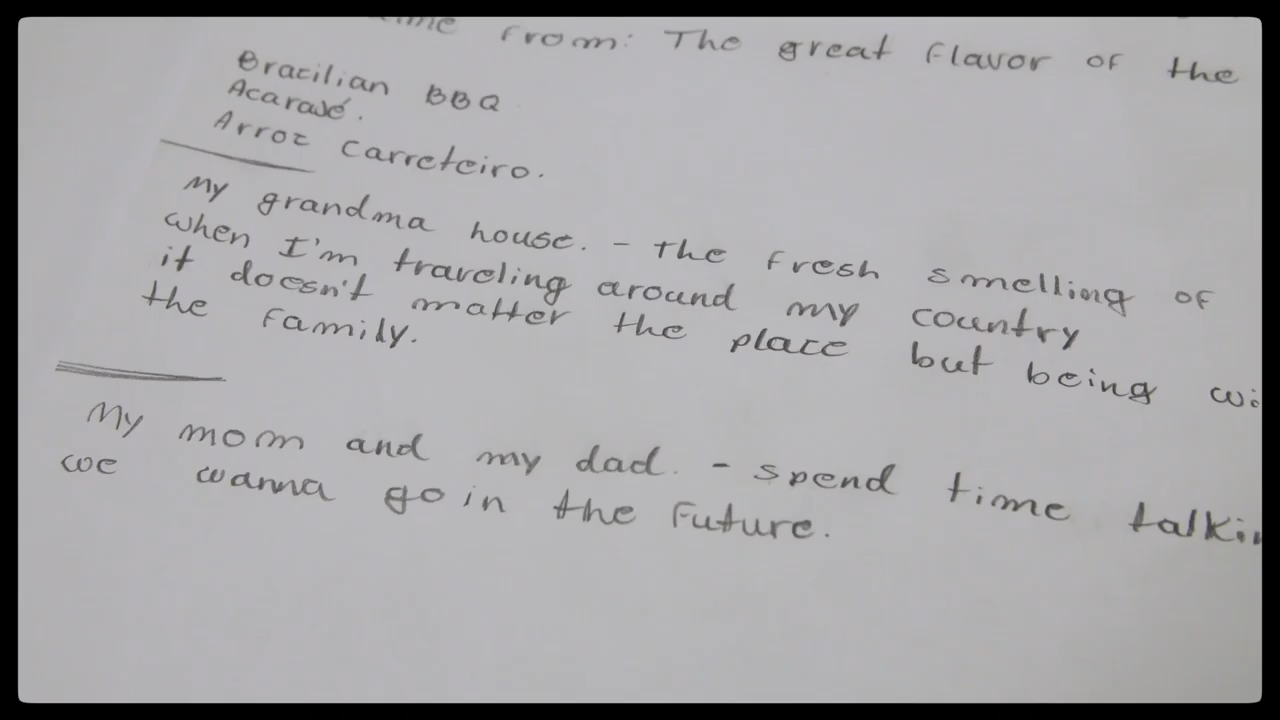 From: The great flavor of the
Bracilian BBQ
Acarajé.
Arroz Carreteiro.
My grandma house. - the fresh smelling of
when I'm traveling around my country
it doesn't matter the place but being
the family.
My mom and my dad. - spend time
we wanna go in the future.